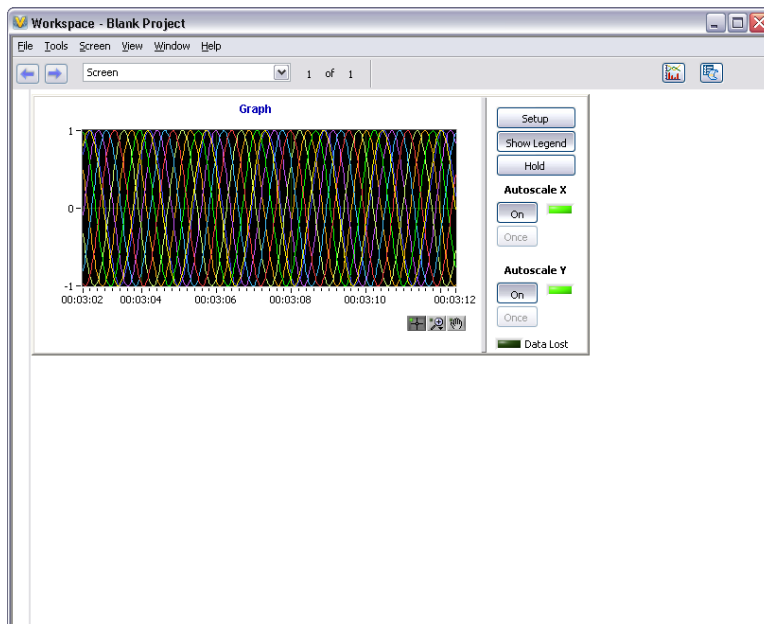 Workspace - Blank Project
File Tools Screen View Window Help
Screen 1 of 1
Graph
1
0
-1
00:03:02 00:03:04 00:03:06 00:03:08 00:03:10 00:03:12
Setup
Show Legend
Hold
Autoscale X
On
Once
Autoscale Y
On
Once
Data Lost